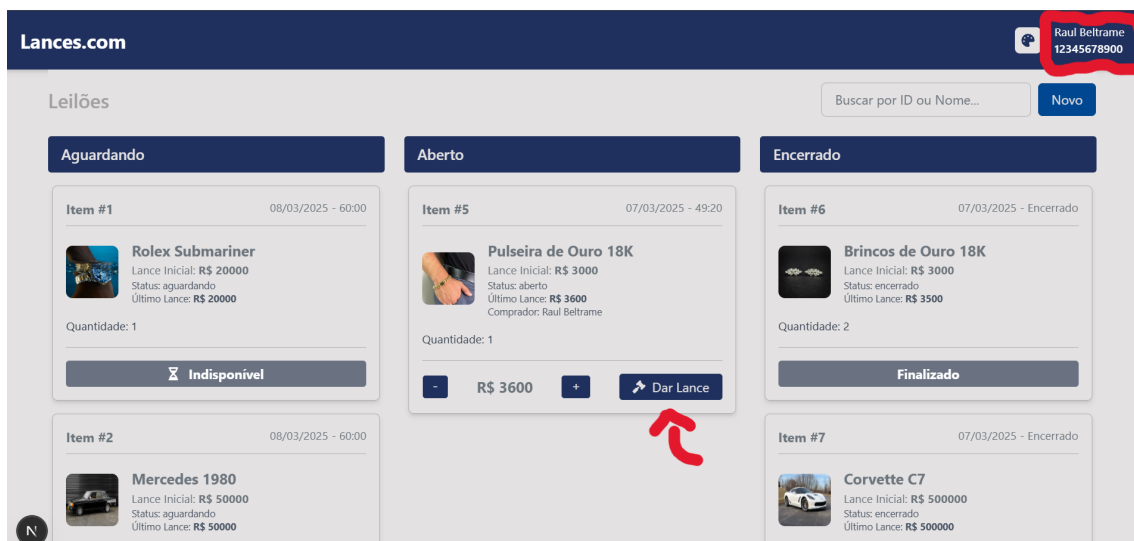 Lances.com
Raul Beltrame
12345678900
Leilões
Buscar por ID ou Nome...
Novo
Aguardando
Item #1
08/03/2025 - 60:00
Rolex Submariner
Lance Inicial: R$ 20000
Status: aguardando
Último Lance: R$ 20000
Quantidade: 1
Indisponível
Item #2
08/03/2025 - 60:00
Mercedes 1980
Lance Inicial: R$ 50000
Status: aguardando
Último Lance: R$ 50000
Aberto
Item #5
07/03/2025 - 49:20
Pulseira de Ouro 18K
Lance Inicial: R$ 3000
Status: aberto
Último Lance: R$ 3600
Comprador: Raul Beltrame
Quantidade: 1
- R$ 3600 +
Dar Lance
Encerrado
Item #6
07/03/2025 - Encerrado
Brincos de Ouro 18K
Lance Inicial: R$ 3000
Status: encerrado
Último Lance: R$ 3500
Quantidade: 2
Finalizado
Item #7
07/03/2025 - Encerrado
Corvette C7
Lance Inicial: R$ 500000
Status: encerrado
Último Lance: R$ 500000
N